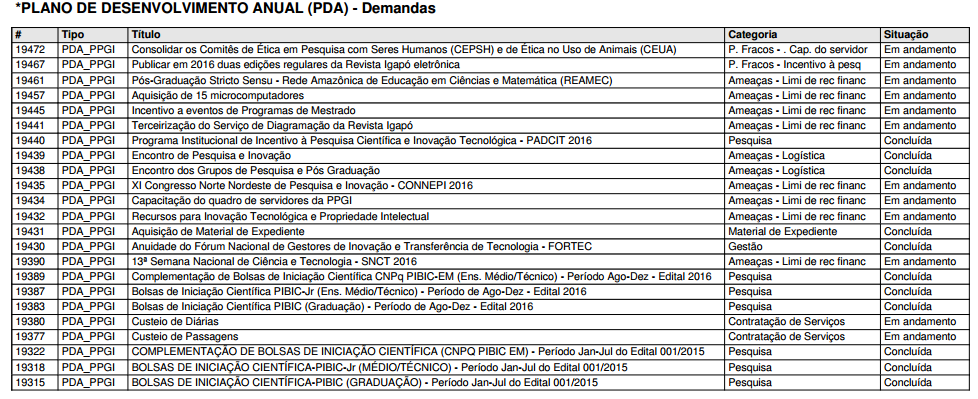 *PLANO DE DESENVOLVIMENTO ANUAL (PDA) - Demandas
# Tipo Título Categoria Situação
19472 PDA_PPGI Consolidar os Comitês de Ética em Pesquisa com Seres Humanos (CEPSH) e de Ética no Uso de Animais (CEUA) P. Fracos - . Cap. do servidor Em andamento
19467 PDA_PPGI Publicar em 2016 duas edições regulares da Revista Igapó eletrônica P. Fracos - Incentivo à pesq Em andamento
19461 PDA_PPGI Pós-Graduação Stricto Sensu - Rede Amazônica de Educação em Ciências e Matemática (REAMEC) Ameaças - Limi de rec financ Em andamento
19457 PDA_PPGI Aquisição de 15 microcomputadores Ameaças - Limi de rec financ Em andamento
19445 PDA_PPGI Incentivo a eventos de Programas de Mestrado Ameaças - Limi de rec financ Em andamento
19441 PDA_PPGI Terceirização do Serviço de Diagramação da Revista Igapó Ameaças - Limi de rec financ Em andamento
19440 PDA_PPGI Programa Institucional de Incentivo à Pesquisa Científica e Inovação Tecnológica - PADCIT 2016 Pesquisa Concluída
19439 PDA_PPGI Encontro de Pesquisa e Inovação Ameaças - Logística Concluída
19438 PDA_PPGI Encontro dos Grupos de Pesquisa e Pós Graduação Ameaças - Logística Concluída
19435 PDA_PPGI XI Congresso Norte Nordeste de Pesquisa e Inovação - CONNEPI 2016 Ameaças - Limi de rec financ Em andamento
19434 PDA_PPGI Capacitação do quadro de servidores da PPGI Ameaças - Limi de rec financ Em andamento
19432 PDA_PPGI Recursos para Inovação Tecnológica e Propriedade Intelectual Ameaças - Limi de rec financ Em andamento
19431 PDA_PPGI Aquisição de Material de Expediente Material de Expediente Concluída
19430 PDA_PPGI Anuidade do Fórum Nacional de Gestores de Inovação e Transferência de Tecnologia - FORTEC Gestão Concluída
19390 PDA_PPGI 13ª Semana Nacional de Ciência e Tecnologia - SNCT 2016 Ameaças - Limi de rec financ Em andamento
19389 PDA_PPGI Complementação de Bolsas de Iniciação Científica CNPq PIBIC-EM (Ens. Médio/Técnico) - Período Ago-Dez - Edital 2016 Pesquisa Concluída
19387 PDA_PPGI Bolsas de Iniciação Científica PIBIC-Jr (Ens. Médio/Técnico) - Período de Ago-Dez - Edital 2016 Pesquisa Concluída
19383 PDA_PPGI Bolsas de Iniciação Científica PIBIC (Graduação) - Período de Ago-Dez - Edital 2016 Pesquisa Concluída
19380 PDA_PPGI Custeio de Diárias Contratação de Serviços Em andamento
19377 PDA_PPGI Custeio de Passagens Contratação de Serviços Em andamento
19322 PDA_PPGI COMPLEMENTAÇÃO DE BOLSAS DE INICIAÇÃO CIENTÍFICA (CNPQ PIBIC EM) - Período Jan-Jul do Edital 001/2015 Pesquisa Concluída
19318 PDA_PPGI BOLSAS DE INICIAÇÃO CIENTÍFICA-PIBIC-Jr (MÉDIO/TÉCNICO) - Período Jan-Jul do Edital 001/2015 Pesquisa Concluída
19315 PDA_PPGI BOLSAS DE INICIAÇÃO CIENTÍFICA-PIBIC (GRADUAÇÃO) - Período Jan-Jul do Edital 001/2015 Pesquisa Concluída